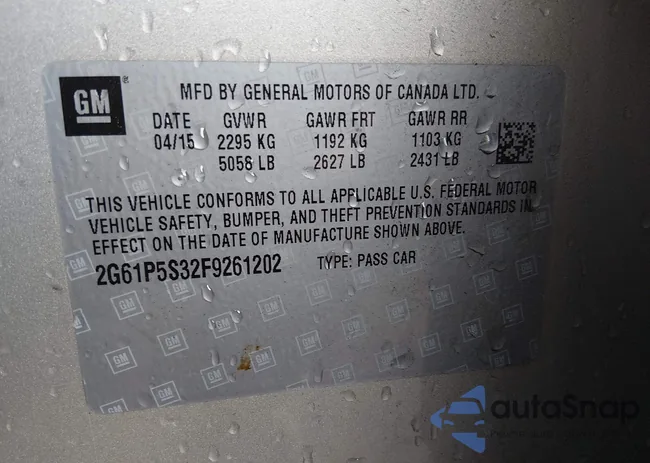 GM
MFD BY GENERAL MOTORS OF CANADA LTD.
DATE GVWR GAWR FRT GAWR RR
04/15 2295 KG 1192 KG 1103 KG
5058 LB 2627 LB 2431 LB
THIS VEHICLE CONFORMS TO ALL APPLICABLE U.S. FEDERAL MOTOR
VEHICLE SAFETY, BUMPER, AND THEFT PREVENTION STANDARDS IN
EFFECT ON THE DATE OF MANUFACTURE SHOWN ABOVE.
2G61P5S32F9261202 TYPE: PASS CAR
autoSnap